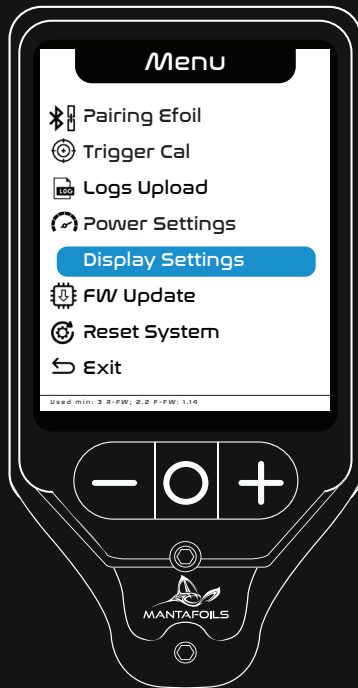 Menu
Pairing Efoil
Trigger Cal
LOG
Logs Upload
Power Settings
Display Settings
FW Update
Reset System
Exit
Used min: 3 R-FW; 2.2 F-FW: 1.14
MANTAFOILS